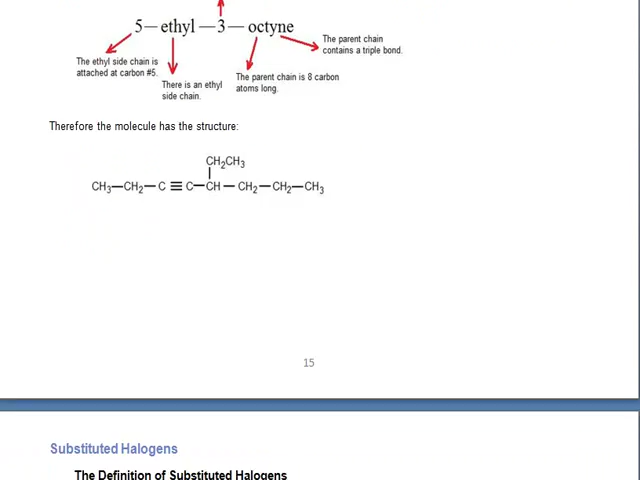 5— ethyl —3— octyne
The parent chain
contains a triple bond.
The ethyl side chain is
attached at carbon #5.
There is an ethyl
side chain.
The parent chain is 8 carbon
atoms long.
Therefore the molecule has the structure:
CH₂CH₃
CH₃—CH₂—C≡C—CH—CH₂—CH₂—CH₃
15
Substituted Halogens
The Definition of Substituted Halogens